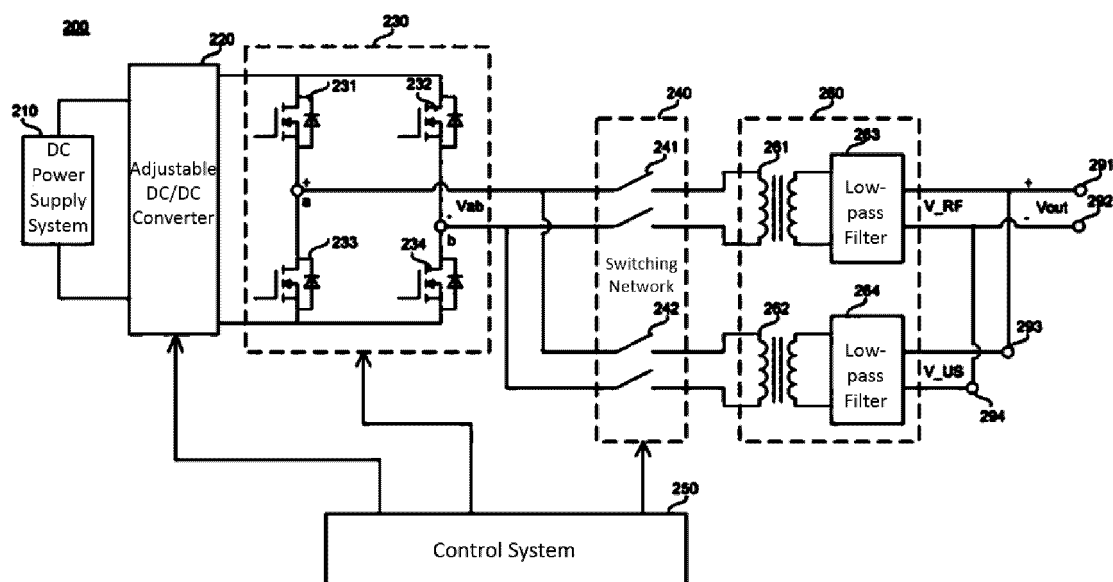 200
220
230
210
DC
Power
Supply
System
Adjustable
DC/DC
Converter
231
232
233
234
+
a
Vab
-
b
240
241
Switching
Network
242
260
261
263
Low-
pass
Filter
V_RF
+
Vout
-
291
292
262
264
Low-
pass
Filter
V_US
293
294
250
Control System